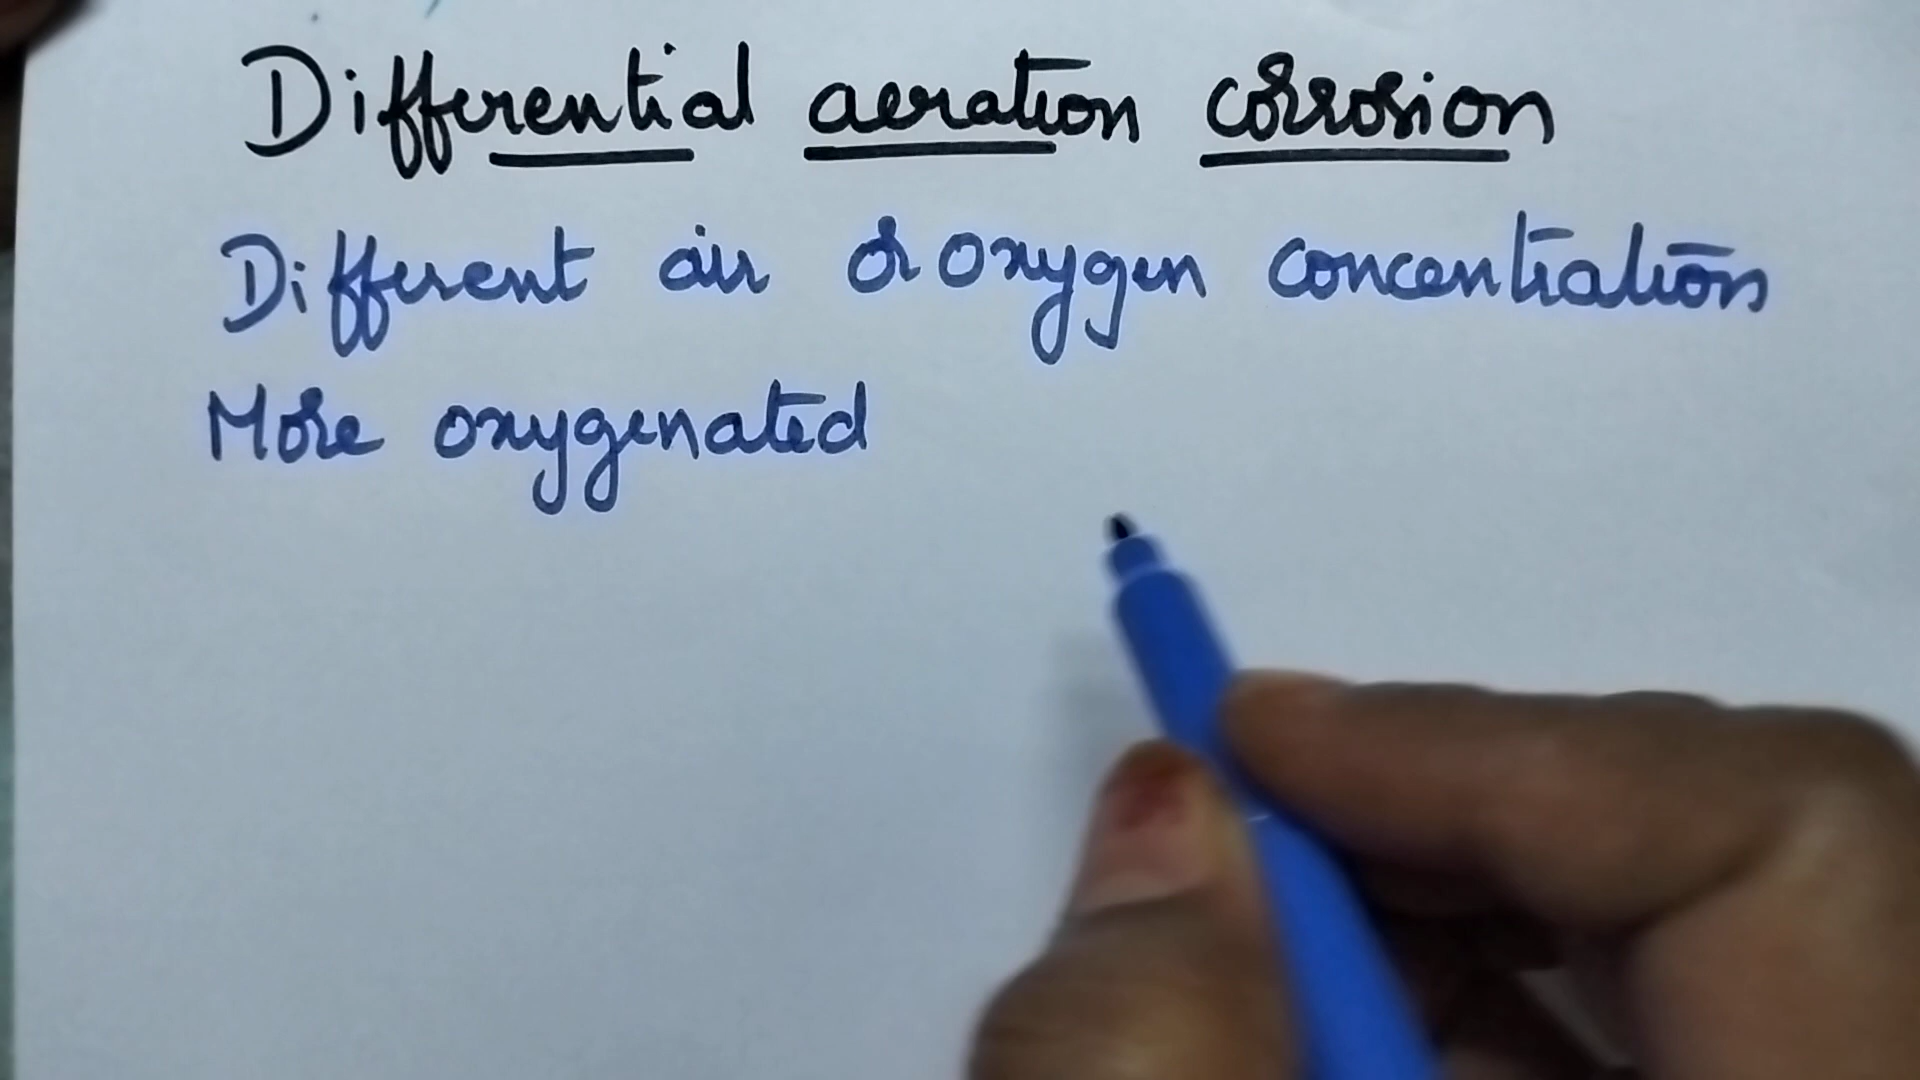 Differential aeration corrosion
Different air or oxygen concentrations
More oxygenated